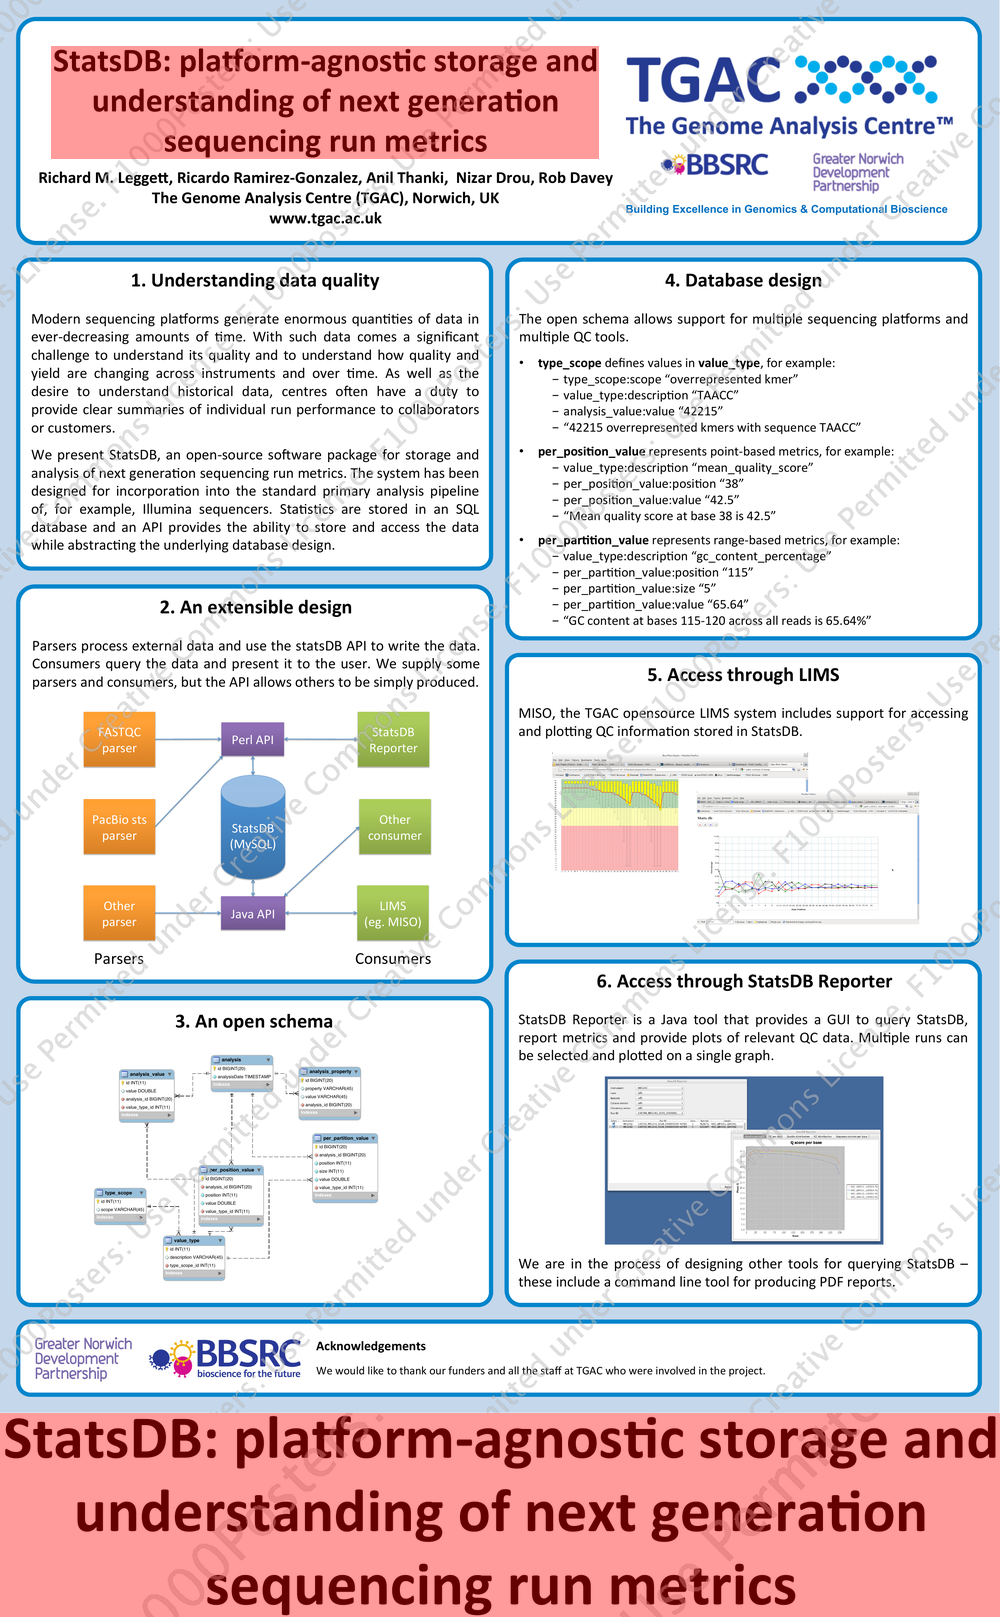 StatsDB: platform-agnostic storage and
understanding of next generation
sequencing run metrics
Richard M. Leggett, Ricardo Ramirez-Gonzalez, Anil Thanki, Nizar Drou, Rob Davey
The Genome Analysis Centre (TGAC), Norwich, UK
www.tgac.ac.uk
TGAC
The Genome Analysis Centre™
BBSRC
Greater Norwich
Development
Partnership
Building Excellence in Genomics & Computational Bioscience
1. Understanding data quality
Modern sequencing platforms generate enormous quantities of data in
ever-decreasing amounts of time. With such data comes a significant
challenge to understand its quality and to understand how quality and
yield are changing across instruments and over time. As well as the
desire to understand historical data, centres often have a duty to
provide clear summaries of individual run performance to collaborators
or customers.
We present StatsDB, an open-source software package for storage and
analysis of next generation sequencing run metrics. The system has been
designed for incorporation into the standard primary analysis pipeline
of, for example, Illumina sequencers. Statistics are stored in an SQL
database and an API provides the ability to store and access the data
while abstracting the underlying database design.
2. An extensible design
Parsers process external data and use the statsDB API to write the data.
Consumers query the data and present it to the user. We supply some
parsers and consumers, but the API allows others to be simply produced.
FASTQC
parser
Perl API
StatsDB
Reporter
PacBio sts
parser
StatsDB
(MySQL)
Other
consumer
Other
parser
Java API
LIMS
(eg. MISO)
Parsers
Consumers
3. An open schema
analysis
id BIGINT(20)
analysisDate TIMESTAMP
analysis_value
id INT(11)
value DOUBLE
analysis_id BIGINT(20)
value_type_id INT(11)
Indexes
analysis_property
id BIGINT(20)
property VARCHAR(45)
value VARCHAR(45)
analysis_id BIGINT(20)
Indexes
per_partition_value
id BIGINT(20)
analysis_id BIGINT(20)
position INT(11)
size INT(11)
value DOUBLE
value_type_id INT(11)
Indexes
per_position_value
id BIGINT(20)
analysis_id BIGINT(20)
position INT(11)
value DOUBLE
value_type_id INT(11)
Indexes
type_scope
id INT(11)
scope VARCHAR(45)
Indexes
value_type
id INT(11)
description VARCHAR(45)
type_scope_id INT(11)
Indexes
4. Database design
The open schema allows support for multiple sequencing platforms and
multiple QC tools.
• type_scope defines values in value_type, for example:
– type_scope:scope “overrepresented kmer”
– value_type:description “TAACC”
– analysis_value:value “42215”
– “42215 overrepresented kmers with sequence TAACC”
• per_position_value represents point-based metrics, for example:
– value_type:description “mean_quality_score”
– per_position_value:position “38”
– per_position_value:value “42.5”
– “Mean quality score at base 38 is 42.5”
• per_partition_value represents range-based metrics, for example:
– value_type:description “gc_content_percentage”
– per_partition_value:position “115”
– per_partition_value:size “5”
– per_partition_value:value “65.64”
– “GC content at bases 115-120 across all reads is 65.64%”
5. Access through LIMS
MISO, the TGAC opensource LIMS system includes support for accessing
and plotting QC information stored in StatsDB.
6. Access through StatsDB Reporter
StatsDB Reporter is a Java tool that provides a GUI to query StatsDB,
report metrics and provide plots of relevant QC data. Multiple runs can
be selected and plotted on a single graph.
Q score per base
We are in the process of designing other tools for querying StatsDB –
these include a command line tool for producing PDF reports.
Greater Norwich
Development
Partnership
BBSRC
bioscience for the future
Acknowledgements
We would like to thank our funders and all the staff at TGAC who were involved in the project.
StatsDB: platform-agnostic storage and
understanding of next generation
sequencing run metrics